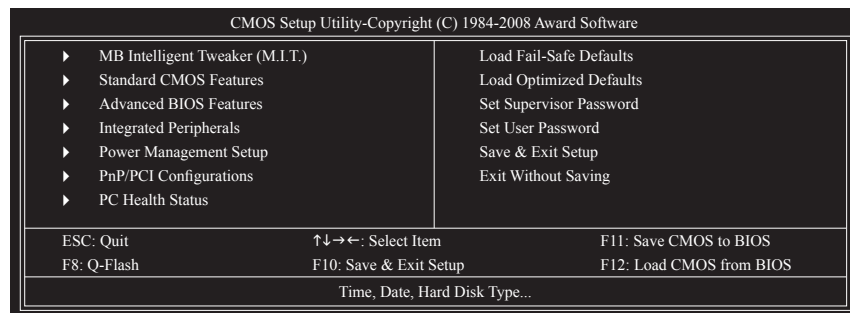 CMOS Setup Utility-Copyright (C) 1984-2008 Award Software
MB Intelligent Tweaker (M.I.T.)
Standard CMOS Features
Advanced BIOS Features
Integrated Peripherals
Power Management Setup
PnP/PCI Configurations
PC Health Status
Load Fail-Safe Defaults
Load Optimized Defaults
Set Supervisor Password
Set User Password
Save & Exit Setup
Exit Without Saving
ESC: Quit ↑↓→←: Select Item F11: Save CMOS to BIOS
F8: Q-Flash F10: Save & Exit Setup F12: Load CMOS from BIOS
Time, Date, Hard Disk Type...